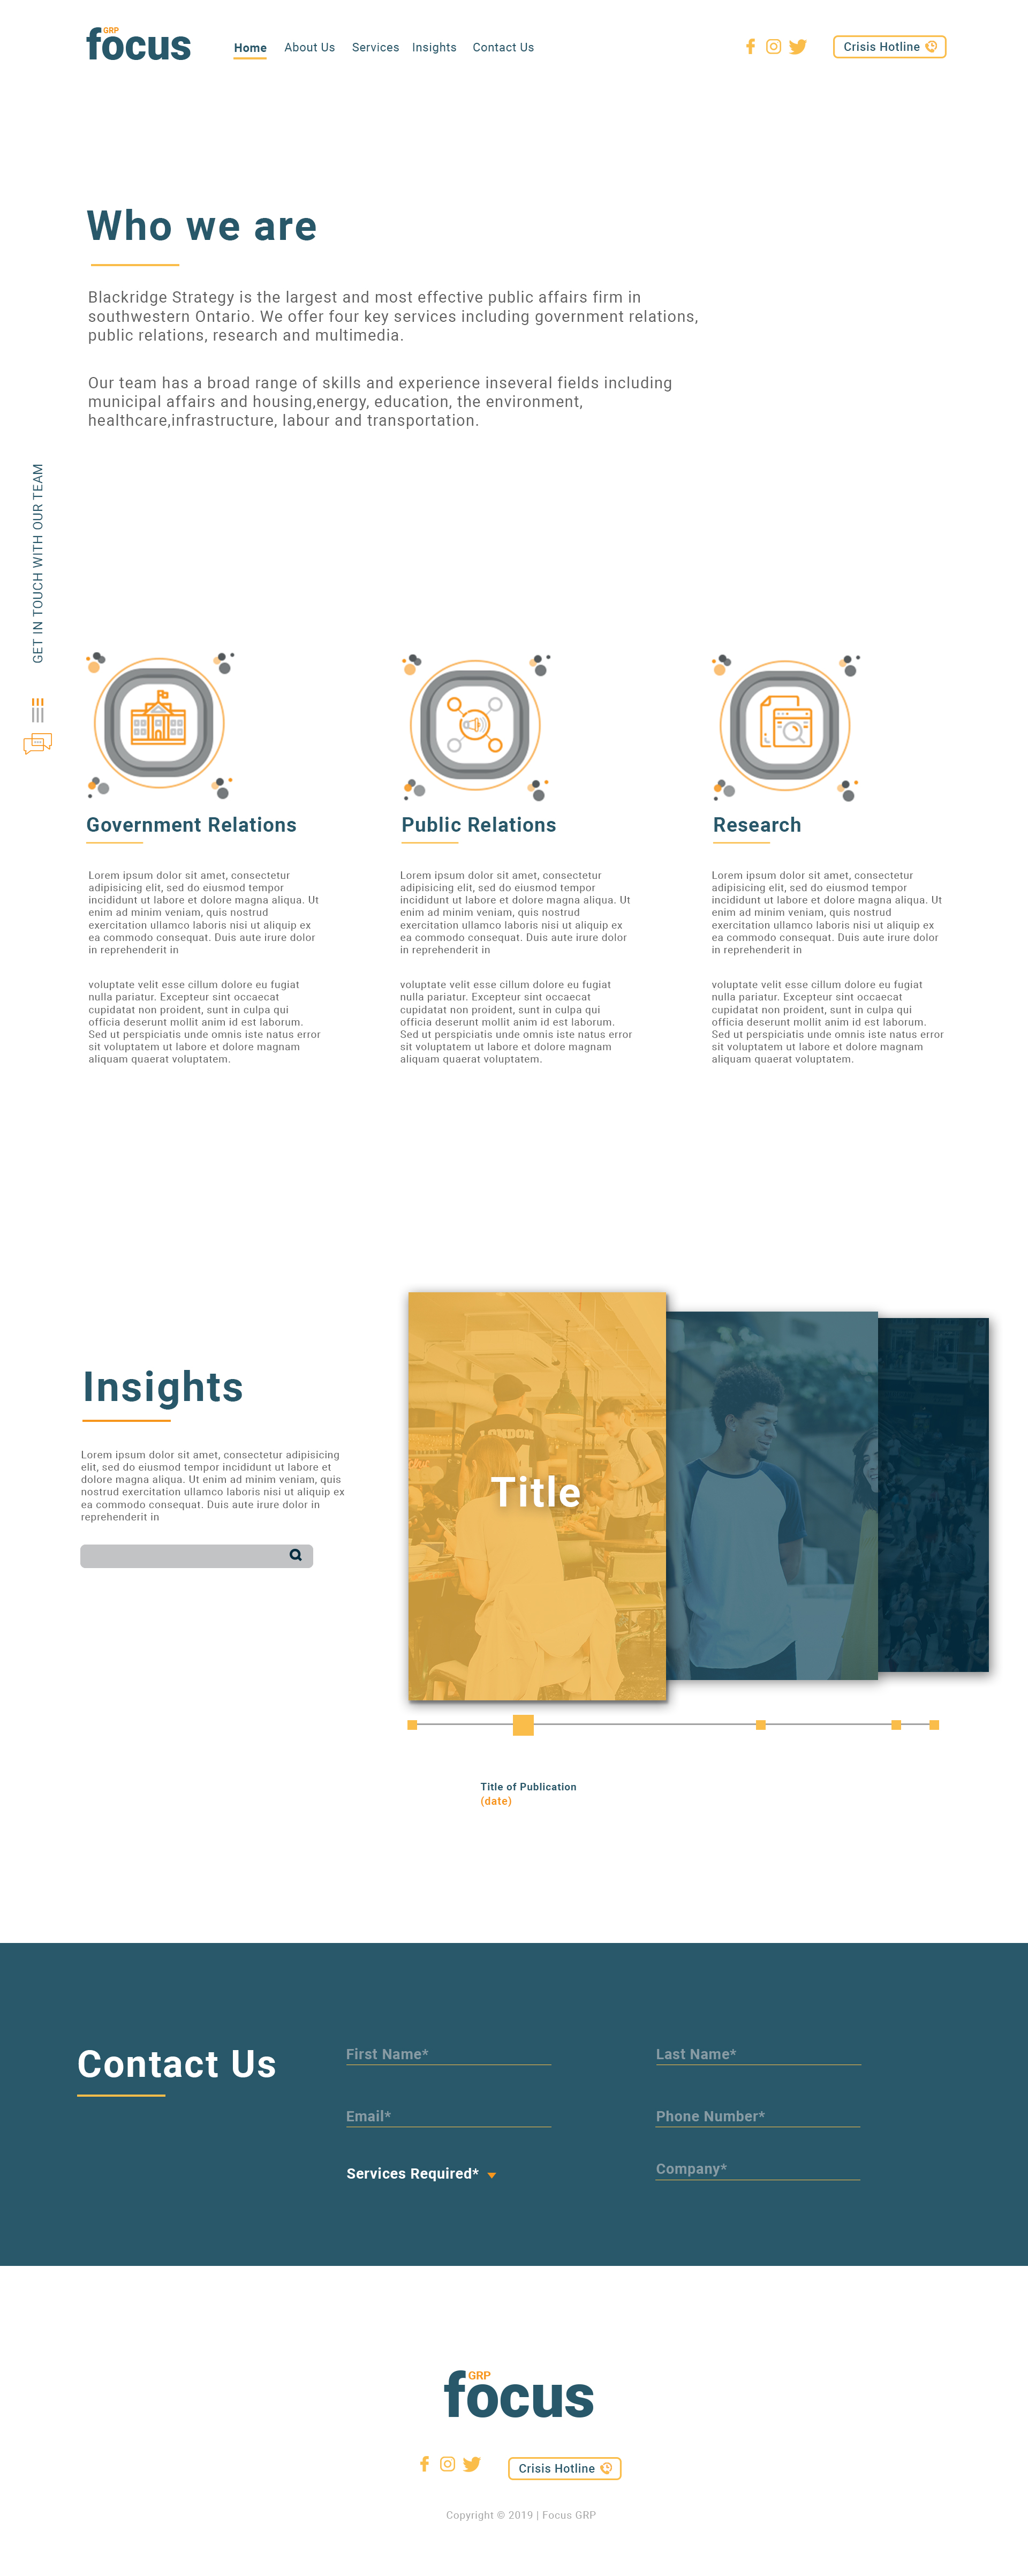 GRP
focus
Home About Us Services Insights Contact Us
Crisis Hotline
Who we are
Blackridge Strategy is the largest and most effective public affairs firm in
southwestern Ontario. We offer four key services including government relations,
public relations, research and multimedia.
Our team has a broad range of skills and experience inseveral fields including
municipal affairs and housing,energy, education, the environment,
healthcare,infrastructure, labour and transportation.
GET IN TOUCH WITH OUR TEAM
Government Relations
Lorem ipsum dolor sit amet, consectetur
adipisicing elit, sed do eiusmod tempor
incididunt ut labore et dolore magna aliqua. Ut
enim ad minim veniam, quis nostrud
exercitation ullamco laboris nisi ut aliquip ex
ea commodo consequat. Duis aute irure dolor
in reprehenderit in
voluptate velit esse cillum dolore eu fugiat
nulla pariatur. Excepteur sint occaecat
cupidatat non proident, sunt in culpa qui
officia deserunt mollit anim id est laborum.
Sed ut perspiciatis unde omnis iste natus error
sit voluptatem ut labore et dolore magnam
aliquam quaerat voluptatem.
Public Relations
Lorem ipsum dolor sit amet, consectetur
adipisicing elit, sed do eiusmod tempor
incididunt ut labore et dolore magna aliqua. Ut
enim ad minim veniam, quis nostrud
exercitation ullamco laboris nisi ut aliquip ex
ea commodo consequat. Duis aute irure dolor
in reprehenderit in
voluptate velit esse cillum dolore eu fugiat
nulla pariatur. Excepteur sint occaecat
cupidatat non proident, sunt in culpa qui
officia deserunt mollit anim id est laborum.
Sed ut perspiciatis unde omnis iste natus error
sit voluptatem ut labore et dolore magnam
aliquam quaerat voluptatem.
Research
Lorem ipsum dolor sit amet, consectetur
adipisicing elit, sed do eiusmod tempor
incididunt ut labore et dolore magna aliqua. Ut
enim ad minim veniam, quis nostrud
exercitation ullamco laboris nisi ut aliquip ex
ea commodo consequat. Duis aute irure dolor
in reprehenderit in
voluptate velit esse cillum dolore eu fugiat
nulla pariatur. Excepteur sint occaecat
cupidatat non proident, sunt in culpa qui
officia deserunt mollit anim id est laborum.
Sed ut perspiciatis unde omnis iste natus error
sit voluptatem ut labore et dolore magnam
aliquam quaerat voluptatem.
Insights
Lorem ipsum dolor sit amet, consectetur adipisicing
elit, sed do eiusmod tempor incididunt ut labore et
dolore magna aliqua. Ut enim ad minim veniam, quis
nostrud exercitation ullamco laboris nisi ut aliquip ex
ea commodo consequat. Duis aute irure dolor in
reprehenderit in
LONDON
Title
Title of Publication
(date)
Contact Us
First Name*
Last Name*
Email*
Phone Number*
Services Required*
Company*
GRP
focus
Crisis Hotline
Copyright © 2019 | Focus GRP